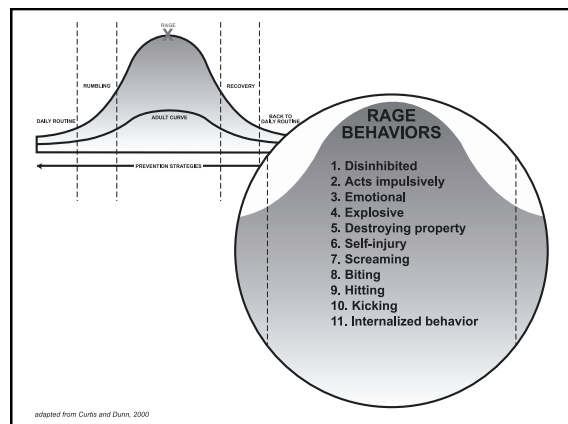 RAGE
X
RUMBLING
RECOVERY
DAILY ROUTINE
ADULT CURVE
BACK TO
DAILY ROUTINE
PREVENTION STRATEGIES
RAGE
BEHAVIORS
1. Disinhibited
2. Acts impulsively
3. Emotional
4. Explosive
5. Destroying property
6. Self-injury
7. Screaming
8. Biting
9. Hitting
10. Kicking
11. Internalized behavior
adapted from Curtis and Dunn, 2000